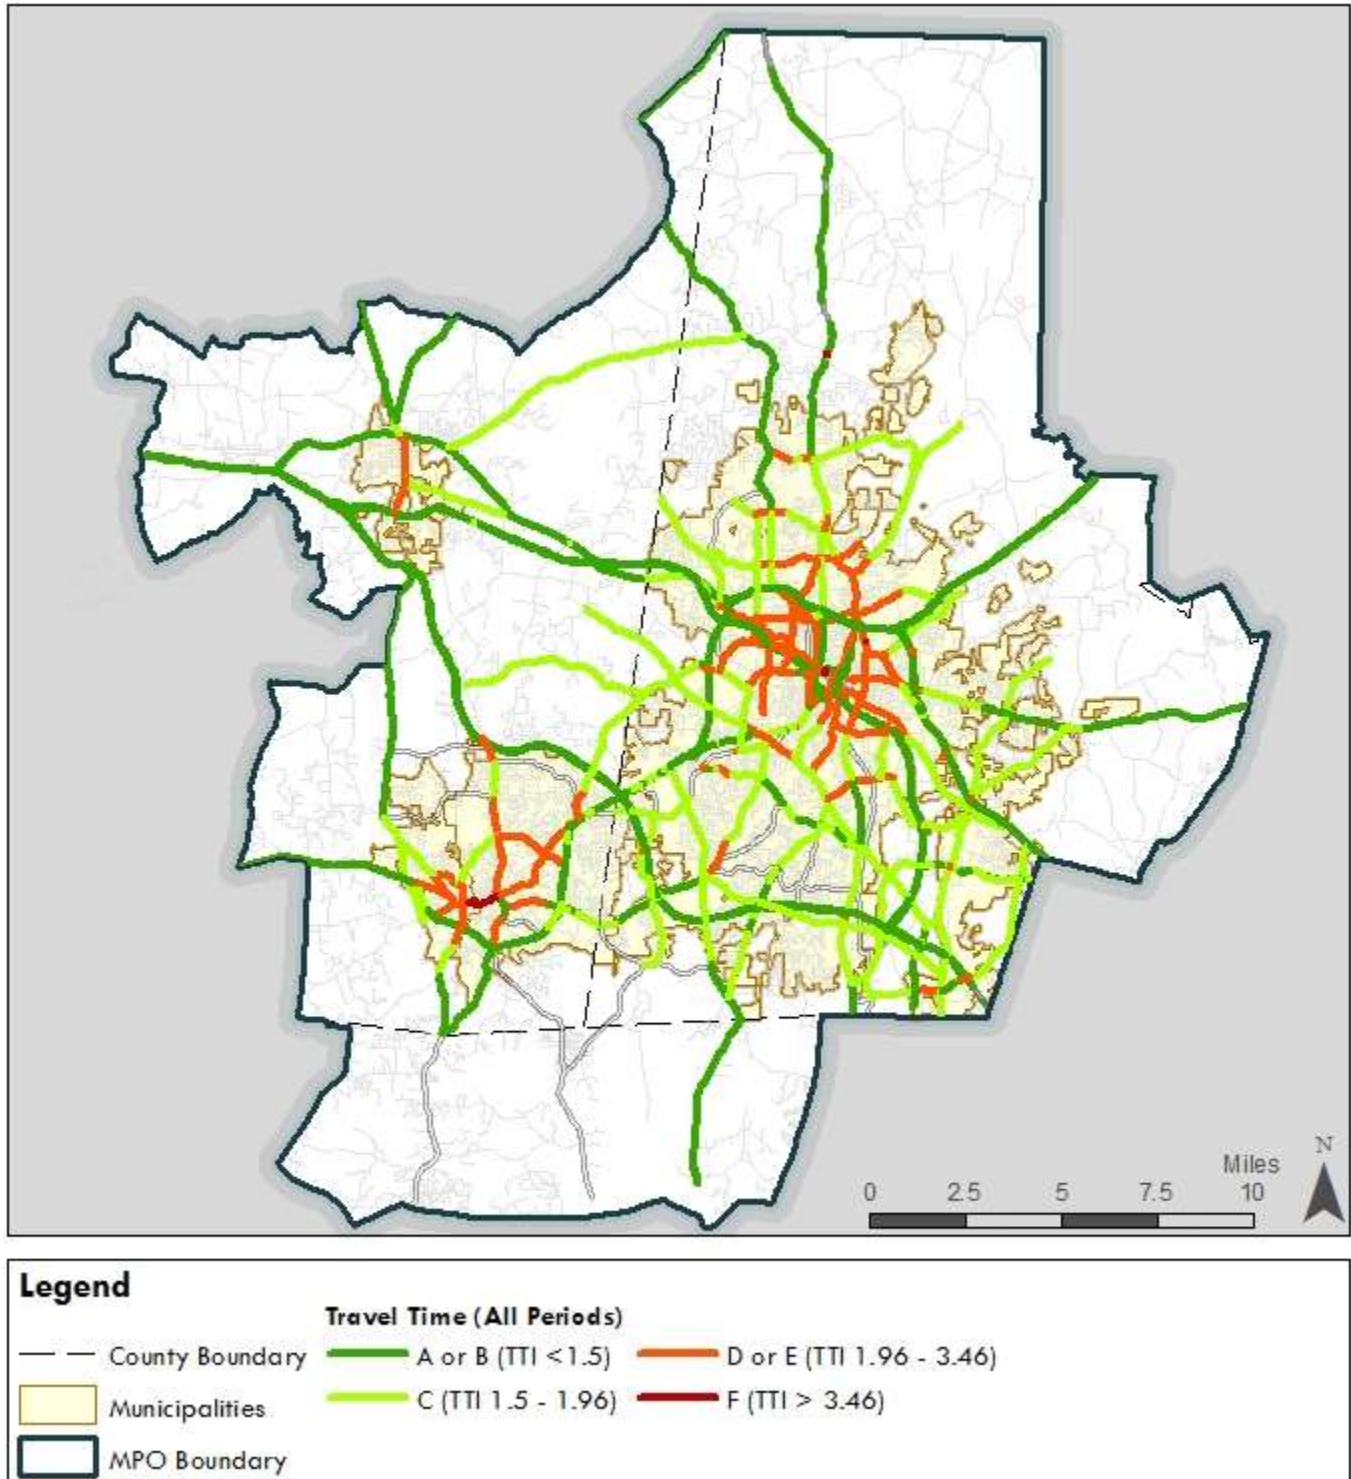 N
Miles
0 2.5 5 7.5 10
Legend
Travel Time (All Periods)
County Boundary A or B (TTI <1.5) D or E (TTI 1.96 - 3.46)
Municipalities C (TTI 1.5 - 1.96) F (TTI > 3.46)
MPO Boundary